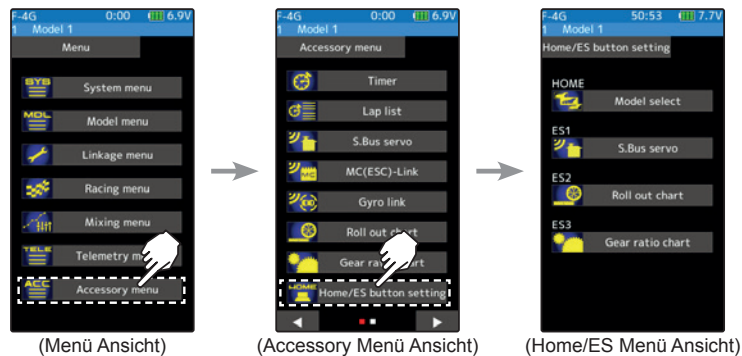 F-4G 0:00 6.9V
1 Model 1
Menu
SYS System menu
MDL Model menu
Linkage menu
Racing menu
Mixing menu
TELE Telemetry
ACC Accessory menu
(Menü Ansicht)
F-4G 0:00 6.9V
1 Model 1
Accessory menu
Timer
Lap list
S.Bus servo
MC MC(ESC)-Link
Gyro link
Roll out chart
Gear
HOME Home/ES button setting
(Accessory Menü Ansicht)
F-4G 50:53 7.7V
1 Model 1
Home/ES button setting
HOME
Model select
ES1
S.Bus servo
ES2
Roll out chart
ES3
Gear ratio chart
(Home/ES Menü Ansicht)